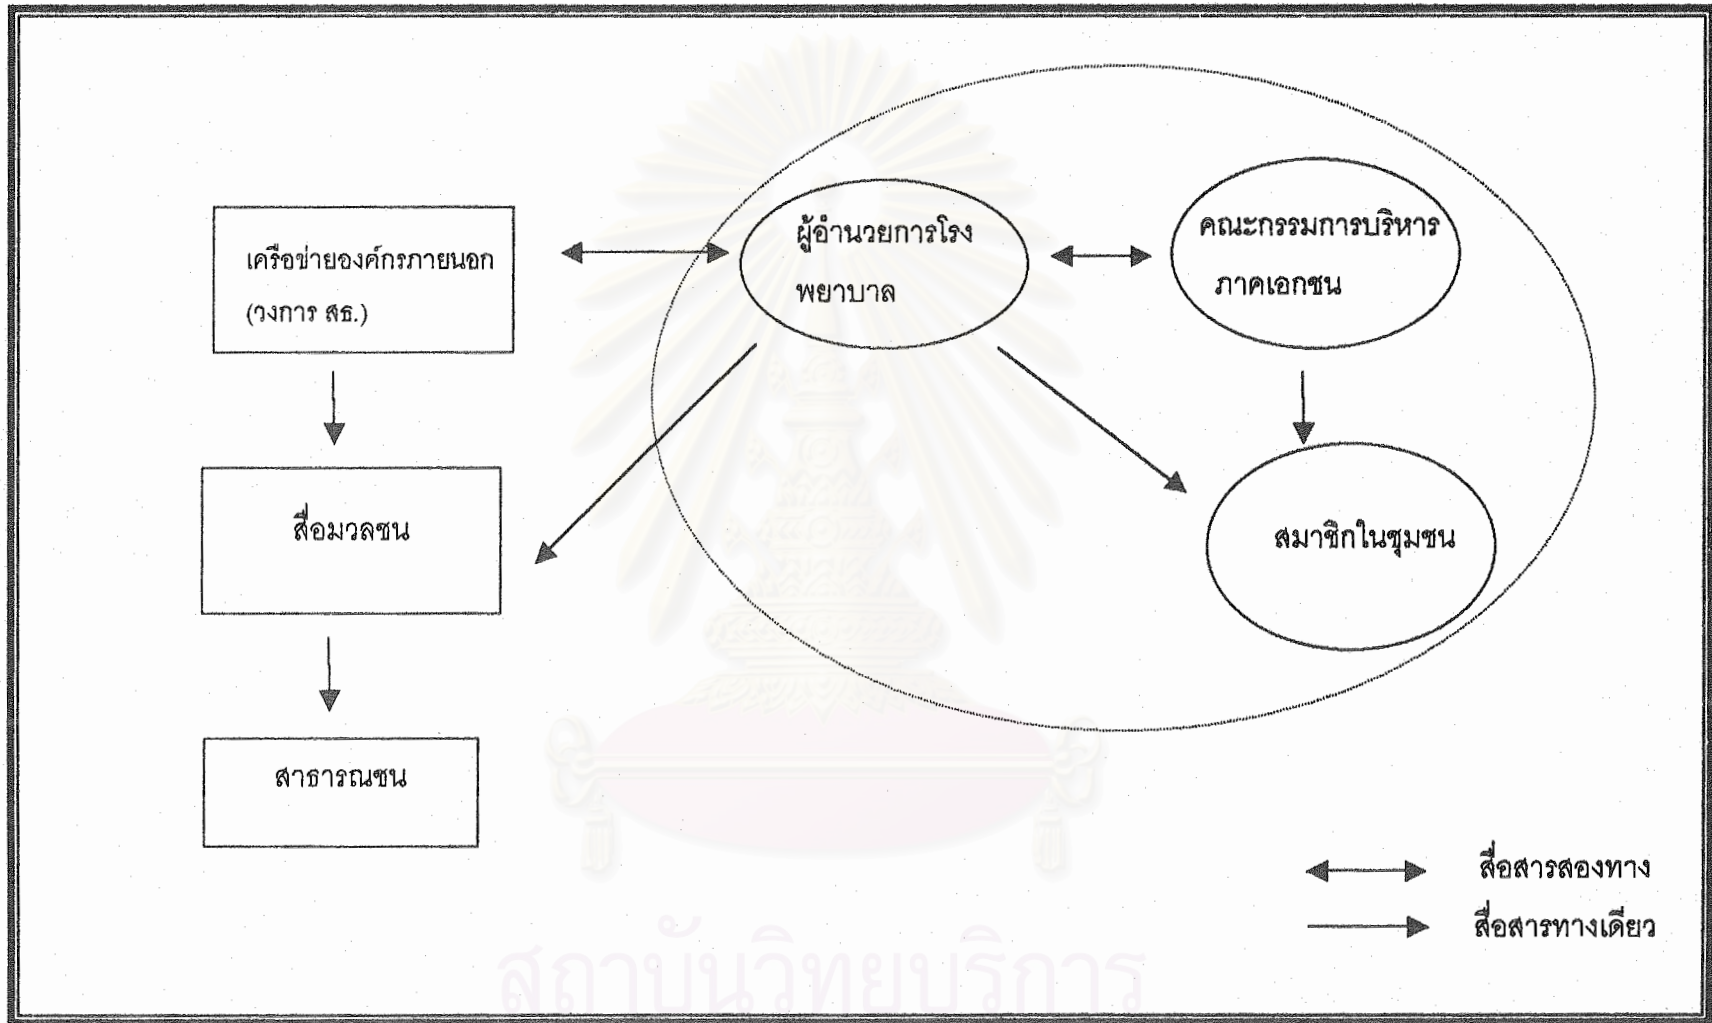 เครือข่ายองค์กรภายนอก
(วงการ สธ.)
ผู้อำนวยการโรง
พยาบาล
คณะกรรมการบริหาร
ภาคเอกชน
สื่อมวลชน
สมาชิกในชุมชน
สาธารณชน
สื่อสารสองทาง
สื่อสารทางเดียว
สถาบันวิทยบริการ